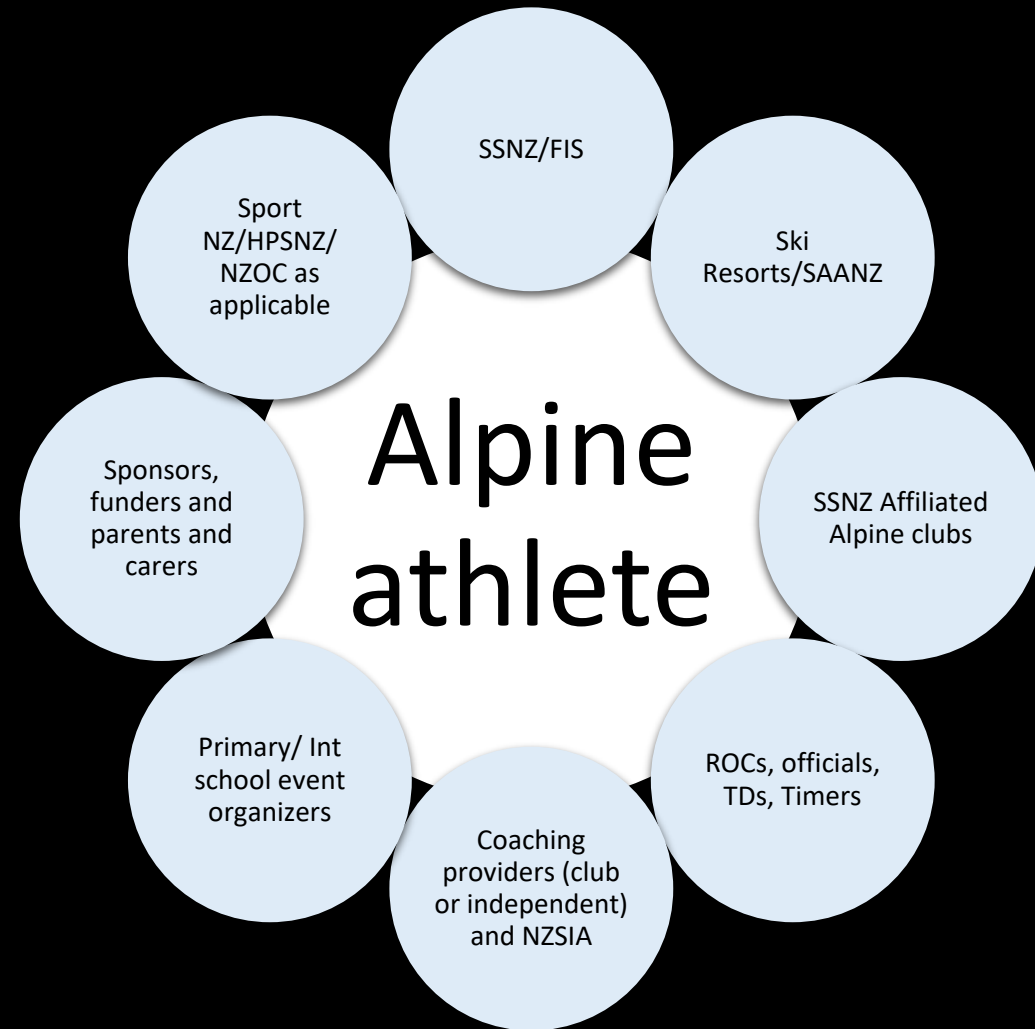 SSNZ/FIS
Ski
Resorts/SAANZ
SSNZ Affiliated
Alpine clubs
ROCs, officials,
TDs, Timers
Coaching
providers (club
or independent)
and NZSIA
Primary/ Int
school event
organizers
Sponsors,
funders and
parents and
carers
Sport
NZ/HPSNZ/
NZOC as
applicable
Alpine
athlete